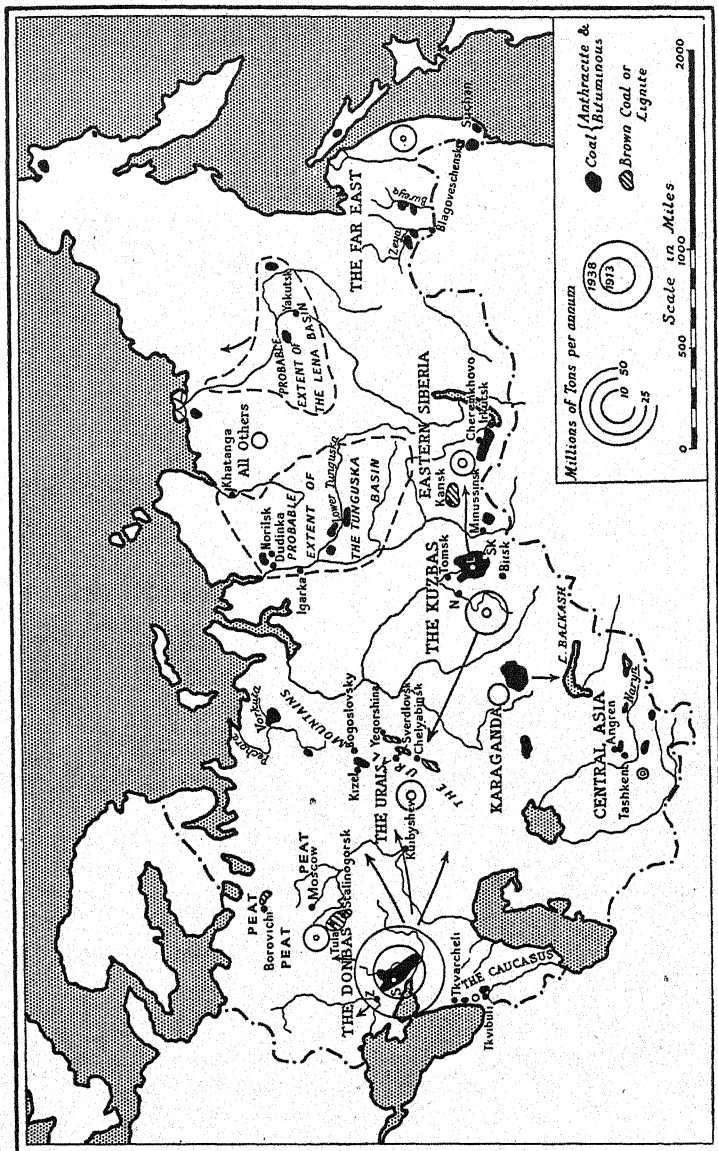 PEAT
Borovichi
PEAT
PEAT
Moscow
Tula
Stalinogorsk
THE DONBAS
Tkvarcheli
Tkvibuli
THE CAUCASUS
Pechora
Vorkuta
THE URAL MOUNTAINS
Bogoslovsky
Kizel
Yegorshina
THE URALS
Sverdlovsk
Chelyabinsk
Kuibyshev
KARAGANDA
L. BALKASH
CENTRAL ASIA
Tashkent
Angren
Naryn
Norilsk
Dudinka
Igarka
PROBABLE
EXTENT OF
THE TUNGUSKA
BASIN
Lower Tunguska
Khatanga
All Others
THE KUZBAS
N
Tomsk
L
SK
Biisk
Minussinsk
Kansk
EASTERN SIBERIA
Cheremkhovo
Irkutsk
PROBABLE
EXTENT OF
THE LENA BASIN
Yakutsk
THE FAR EAST
Zeya
Bureya
Blagoveschensk
Suchan
Millions of Tons per annum
10
50
25
1938
1913
Coal { Anthracite &
Bituminous
Brown Coal or
Lignite
Scale in Miles
0 500 1000 2000